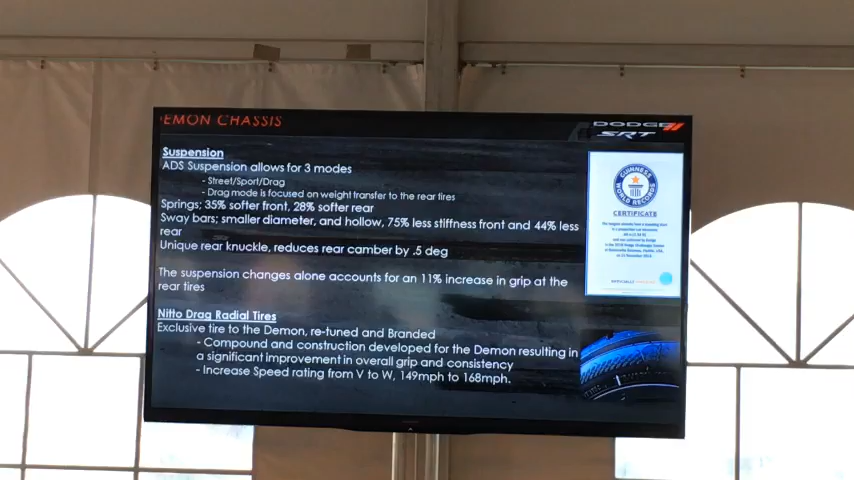 EMON CHASSIS
DODGE
SRT
Suspension
ADS Suspension allows for 3 modes
- Street/Sport/Drag
- Drag mode is focused on weight transfer to the rear tires
Springs; 35% softer front, 28% softer rear
Sway bars; smaller diameter, and hollow, 75% less stiffness front and 44% less
rear
Unique rear knuckle, reduces rear camber by .5 deg
The suspension changes alone accounts for an 11% increase in grip at the
rear tires
Nitto Drag Radial Tires
Exclusive tire to the Demon, re-tuned and Branded
- Compound and construction developed for the Demon resulting in
a significant improvement in overall grip and consistency
- Increase Speed rating from V to W, 149mph to 168mph.
GUINNESS
WORLD RECORDS
CERTIFICATE